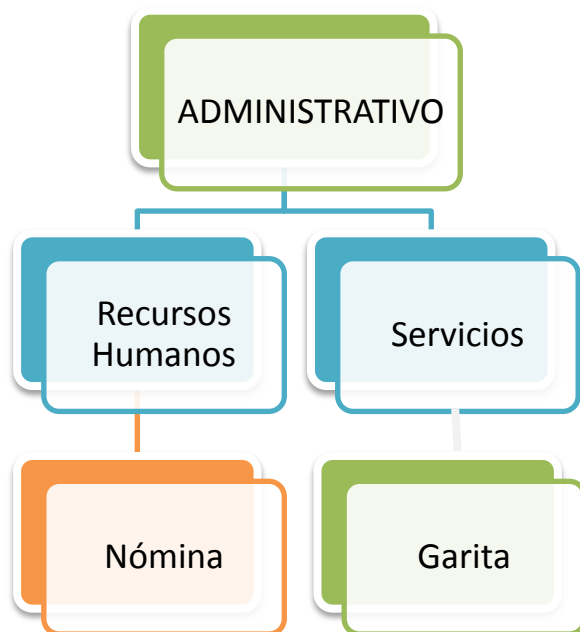 ADMINISTRATIVO
Recursos
Humanos
Servicios
Nómina
Garita